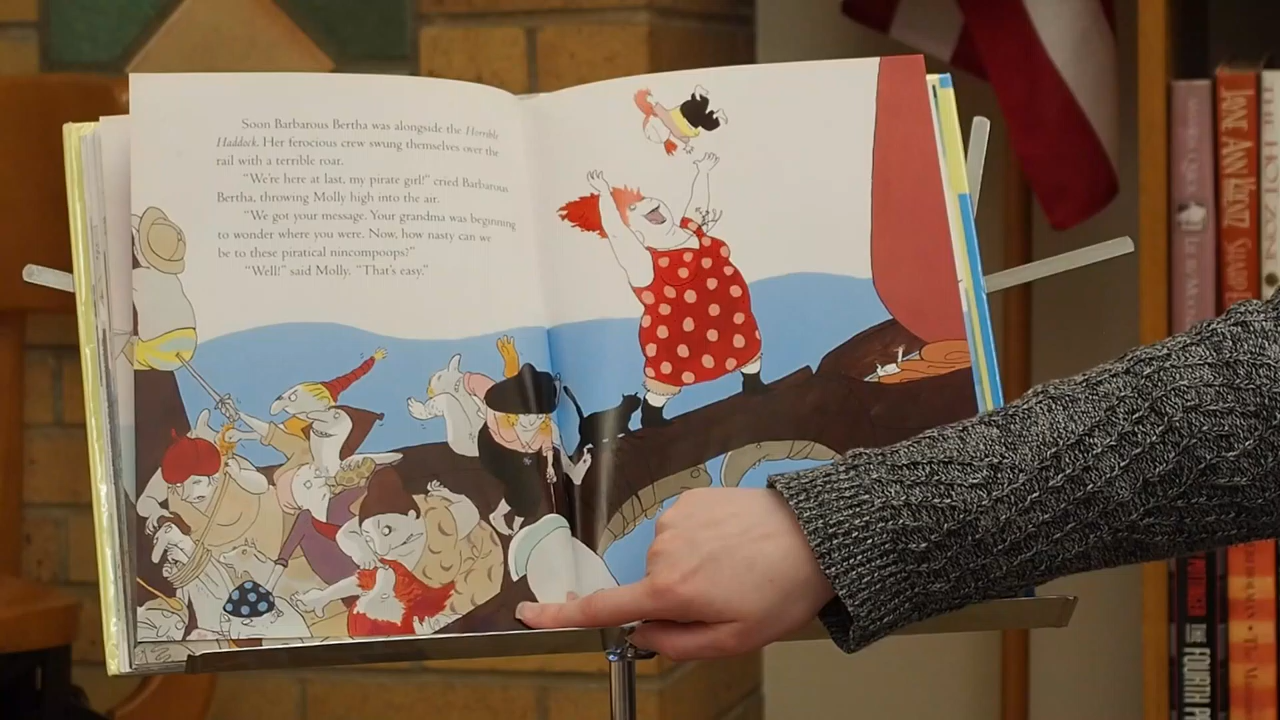 Soon Barbarous Bertha was alongside the Horrible
Haddock. Her ferocious crew swung themselves over the
rail with a terrible roar.
"We're here at last, my pirate girl!" cried Barbarous
Bertha, throwing Molly high into the air.
"We got your message. Your grandma was beginning
to wonder where you were. Now, how nasty can we
be to these piratical nincompoops?"
"Well!" said Molly. "That's easy."
JANE ANN KRENTZ
THE FOURTH